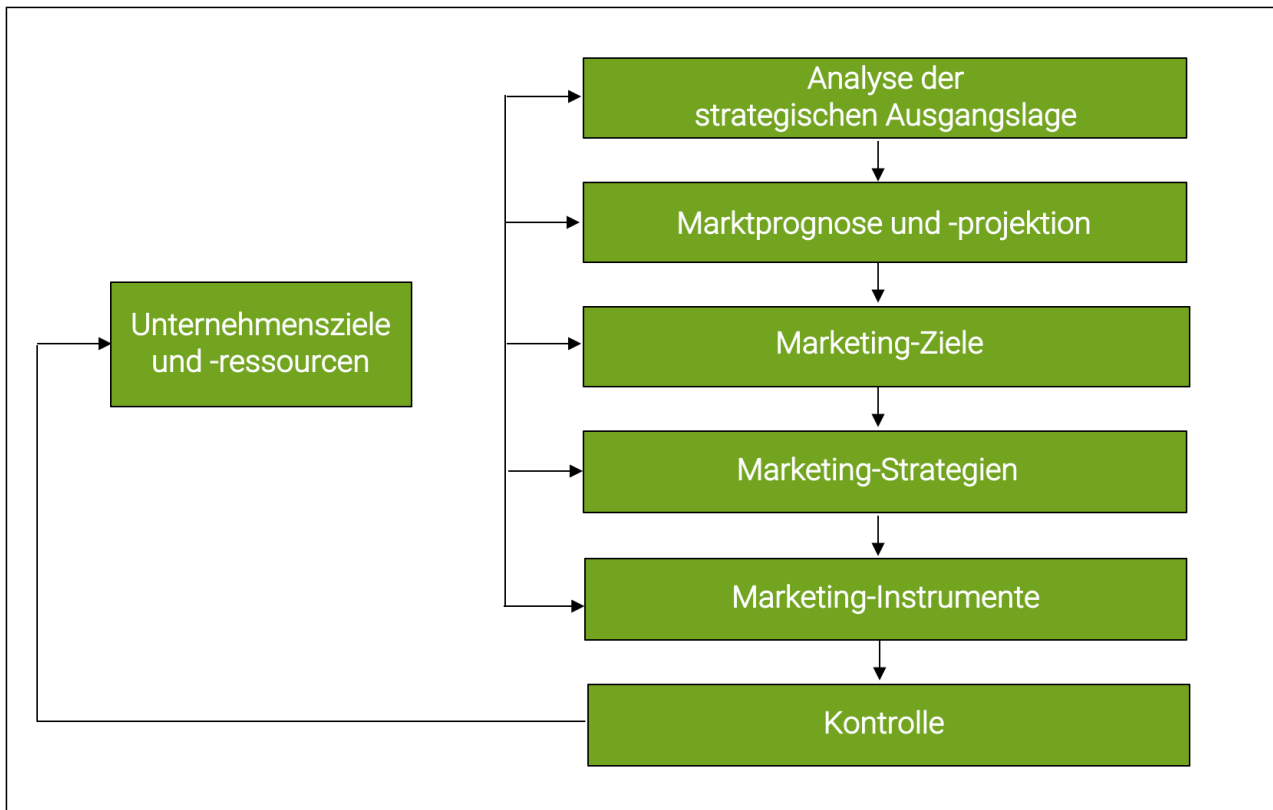 Analyse der
strategischen Ausgangslage
Marktprognose und -projektion
Unternehmensziele
und -ressourcen
Marketing-Ziele
Marketing-Strategien
Marketing-Instrumente
Kontrolle